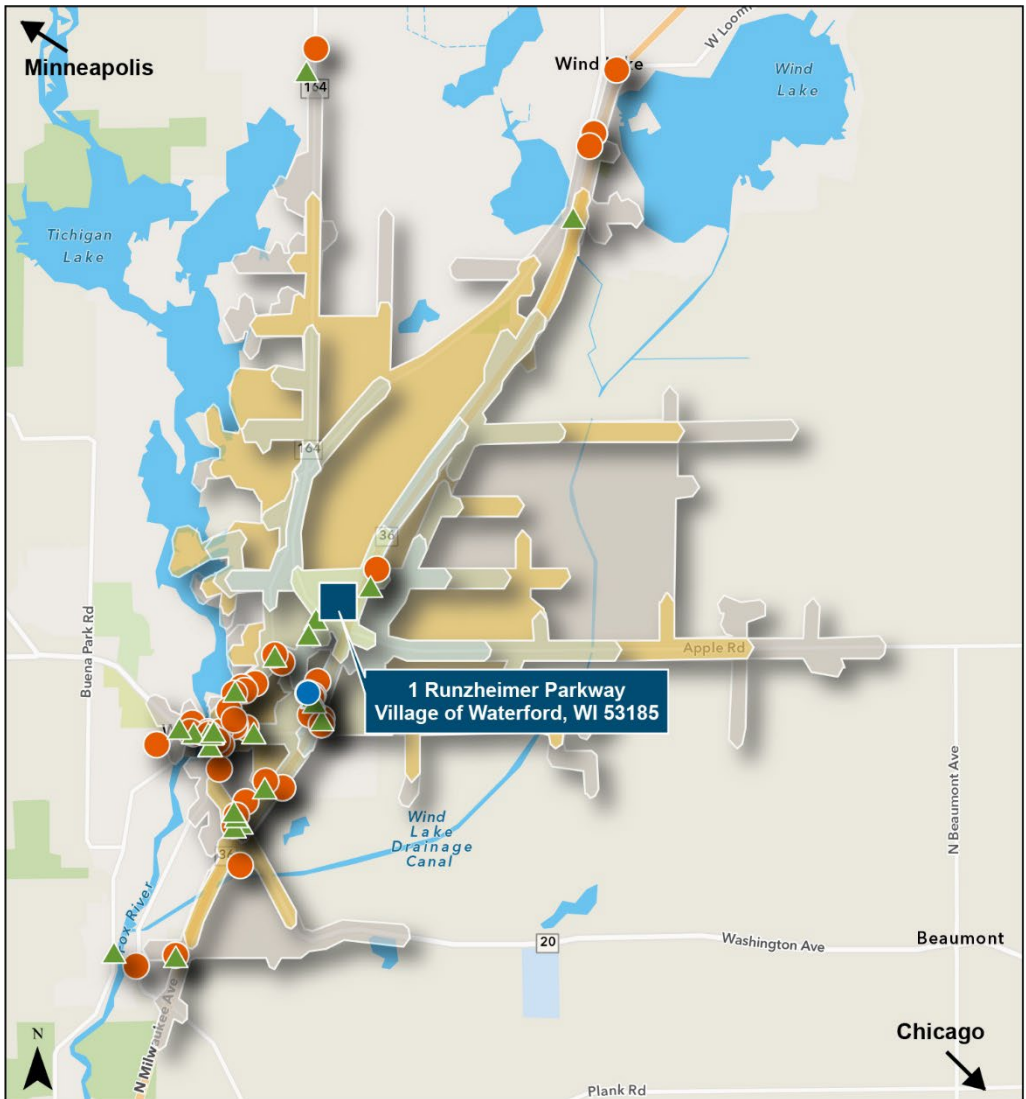 Minneapolis
W Loom
Wind Lake
Wind
Lake
164
Tichigan
Lake
164
36
Buena Park Rd
Apple Rd
1 Runzheimer Parkway
Village of Waterford, WI 53185
N Beaumont Ave
Wind
Lake
Drainage
Canal
36
Fox River
20
Washington Ave
Beaumont
N Milwaukee Ave
Chicago
N
Plank Rd